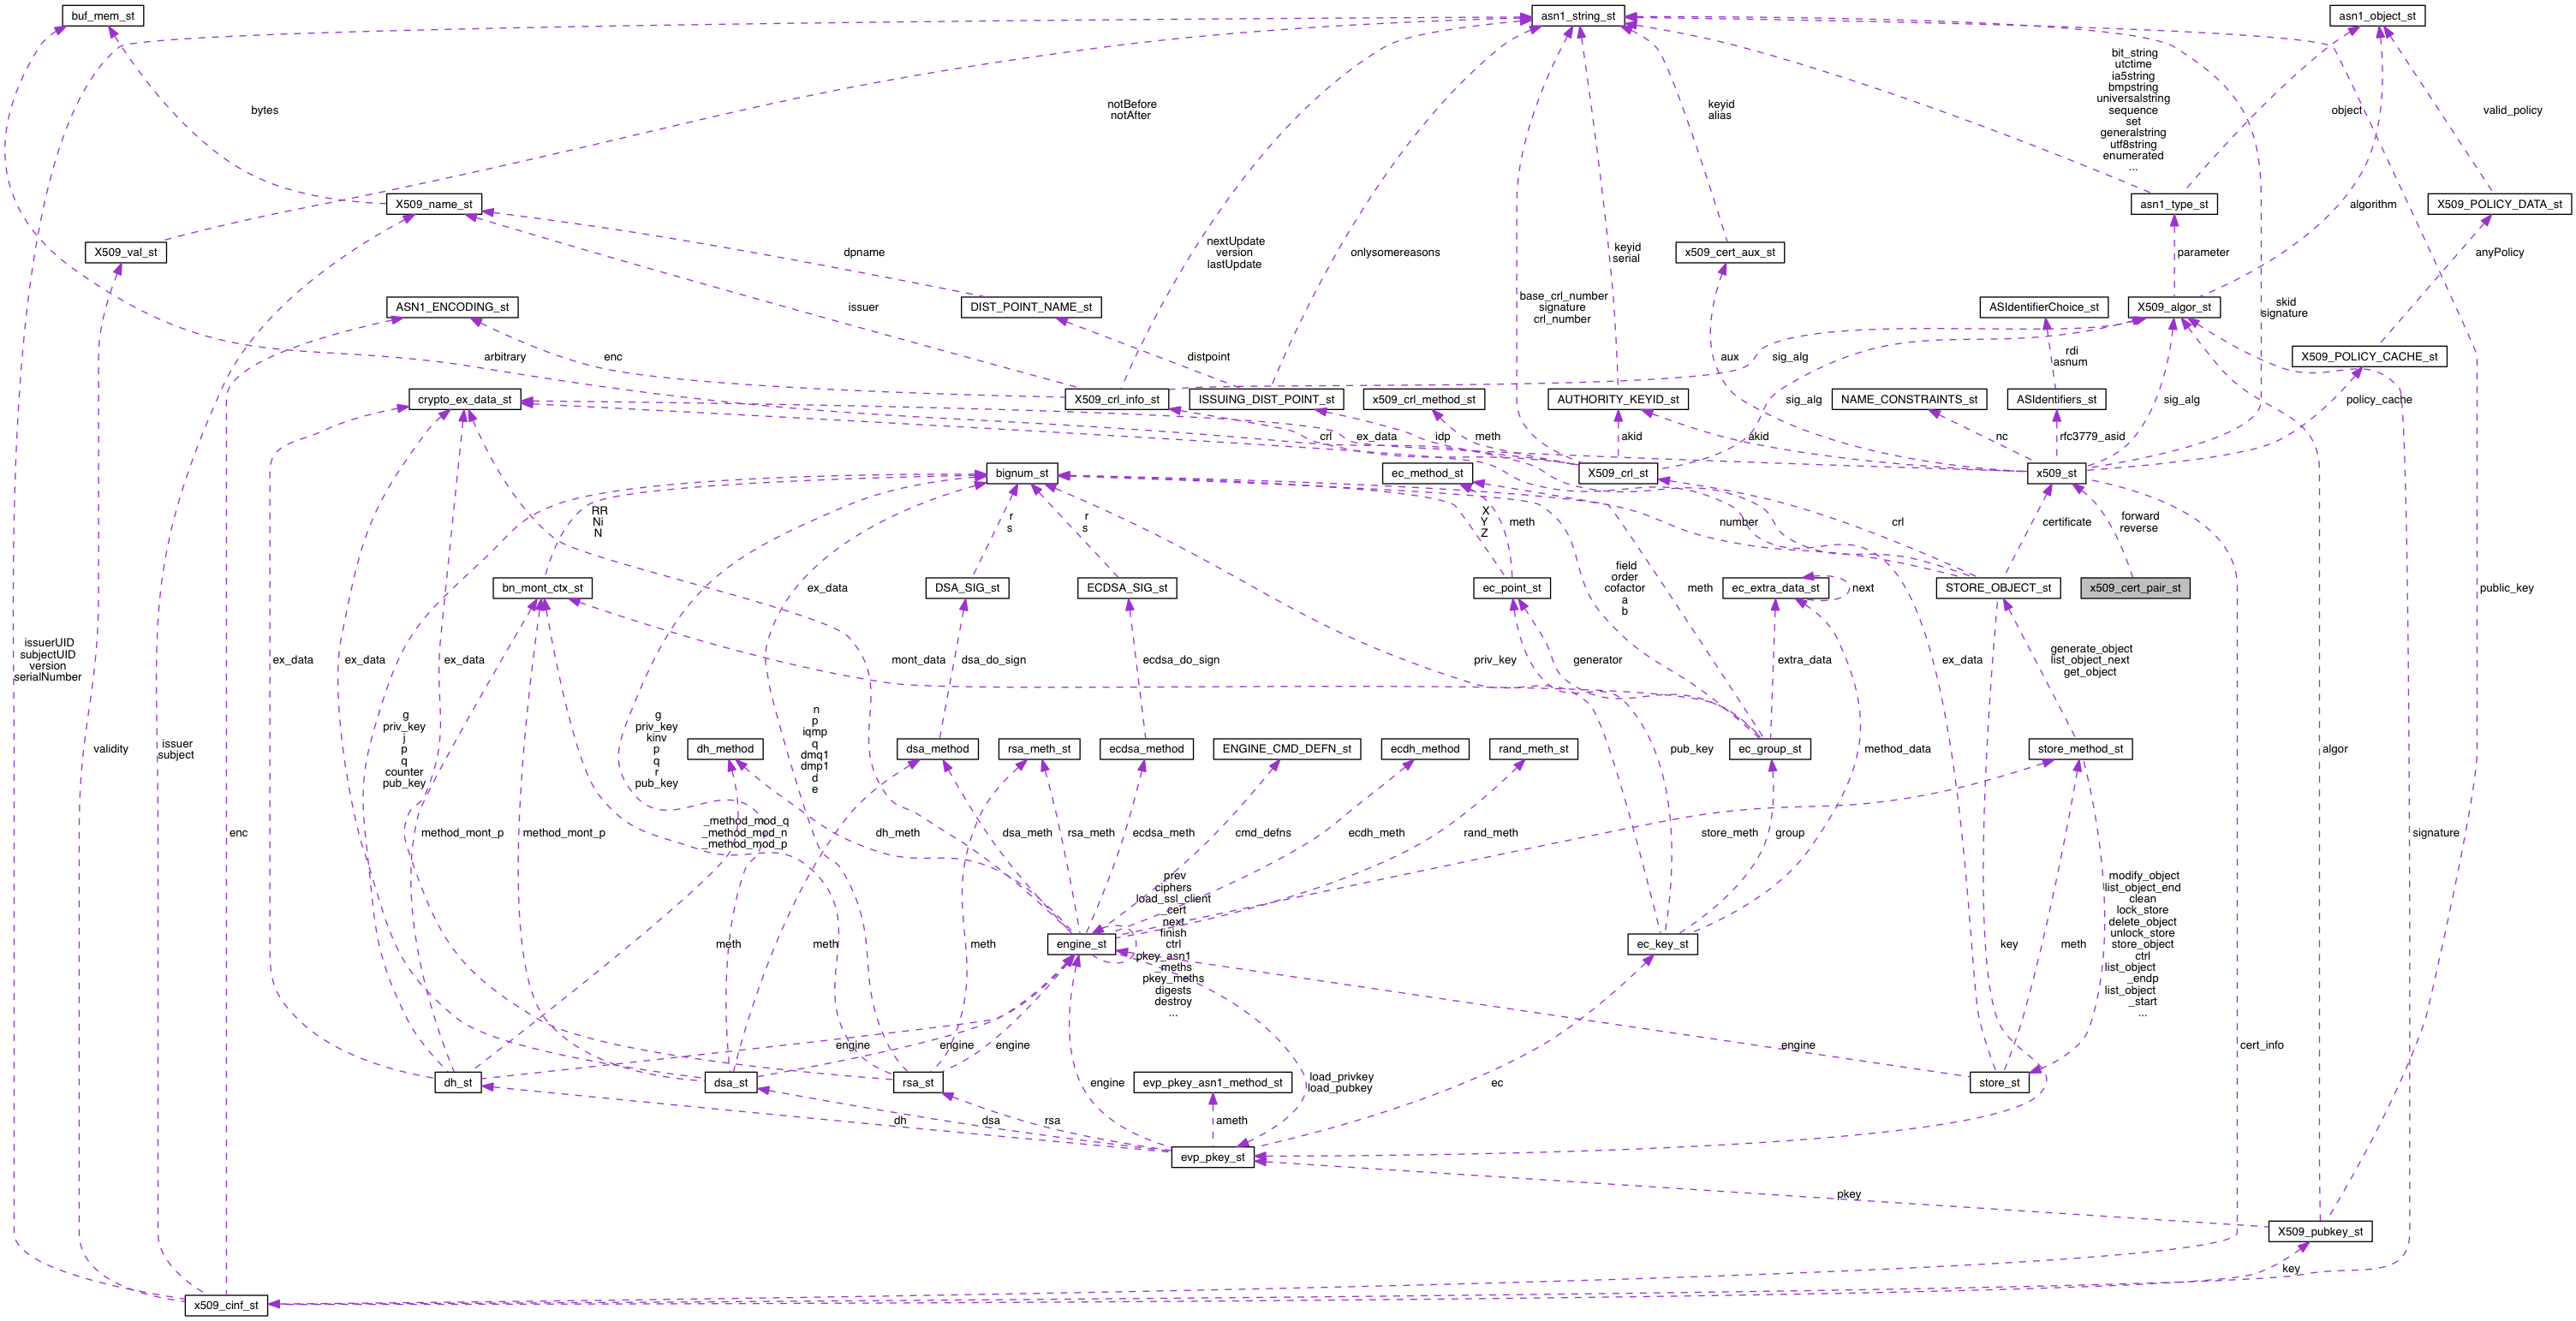 buf_mem_st
asn1_string_st
asn1_object_st
bit_string
utctime
ia5string
bmpstring
universalstring
sequence
set
generalstring
utf8string
enumerated
...
bytes
notBefore
notAfter
keyid
alias
object
valid_policy
X509_name_st
asn1_type_st
X509_POLICY_DATA_st
algorithm
X509_val_st
dpname
nextUpdate
version
lastUpdate
onlysomereasons
keyid
serial
x509_cert_aux_st
parameter
anyPolicy
ASN1_ENCODING_st
issuer
DIST_POINT_NAME_st
base_crl_number
signature
crl_number
ASIdentifierChoice_st
X509_algor_st
skid
signature
arbitrary
enc
distpoint
aux
sig_alg
rdi
asnum
X509_POLICY_CACHE_st
crypto_ex_data_st
X509_crl_info_st
ISSUING_DIST_POINT_st
x509_crl_method_st
AUTHORITY_KEYID_st
sig_alg
NAME_CONSTRAINTS_st
ASIdentifiers_st
sig_alg
policy_cache
crl
ex_data
idp
meth
akid
akid
nc
rfc3779_asid
bignum_st
ec_method_st
X509_crl_st
x509_st
RR
Ni
N
r
s
r
s
X
Y
Z
meth
number
crl
certificate
forward
reverse
bn_mont_ctx_st
ex_data
DSA_SIG_st
ECDSA_SIG_st
ec_point_st
field
order
cofactor
a
b
meth
ec_extra_data_st
next
STORE_OBJECT_st
x509_cert_pair_st
public_key
issuerUID
subjectUID
version
serialNumber
ex_data
ex_data
ex_data
mont_data
dsa_do_sign
ecdsa_do_sign
priv_key
generator
extra_data
ex_data
generate_object
list_object_next
get_object
validity
issuer
subject
g
priv_key
j
p
q
counter
pub_key
g
priv_key
kinv
p
q
r
pub_key
dh_method
n
p
iqmp
q
dmq1
dmp1
d
e
dsa_method
rsa_meth_st
ecdsa_method
ENGINE_CMD_DEFN_st
ecdh_method
rand_meth_st
pub_key
ec_group_st
method_data
store_method_st
algor
enc
method_mont_p
method_mont_p
_method_mod_q
_method_mod_n
_method_mod_p
dh_meth
dsa_meth
rsa_meth
ecdsa_meth
cmd_defns
ecdh_meth
rand_meth
store_meth
group
signature
meth
meth
meth
engine_st
prev
ciphers
load_ssl_client
_cert
next
finish
ctrl
pkey_asn1
_meths
pkey_meths
digests
destroy
...
ec_key_st
key
meth
modify_object
list_object_end
clean
lock_store
delete_object
unlock_store
store_object
ctrl
list_object
_endp
list_object
_start
...
engine
engine
engine
engine
cert_info
dh_st
dsa_st
rsa_st
engine
evp_pkey_asn1_method_st
load_privkey
load_pubkey
ec
store_st
dh
dsa
rsa
ameth
evp_pkey_st
pkey
X509_pubkey_st
key
x509_cinf_st